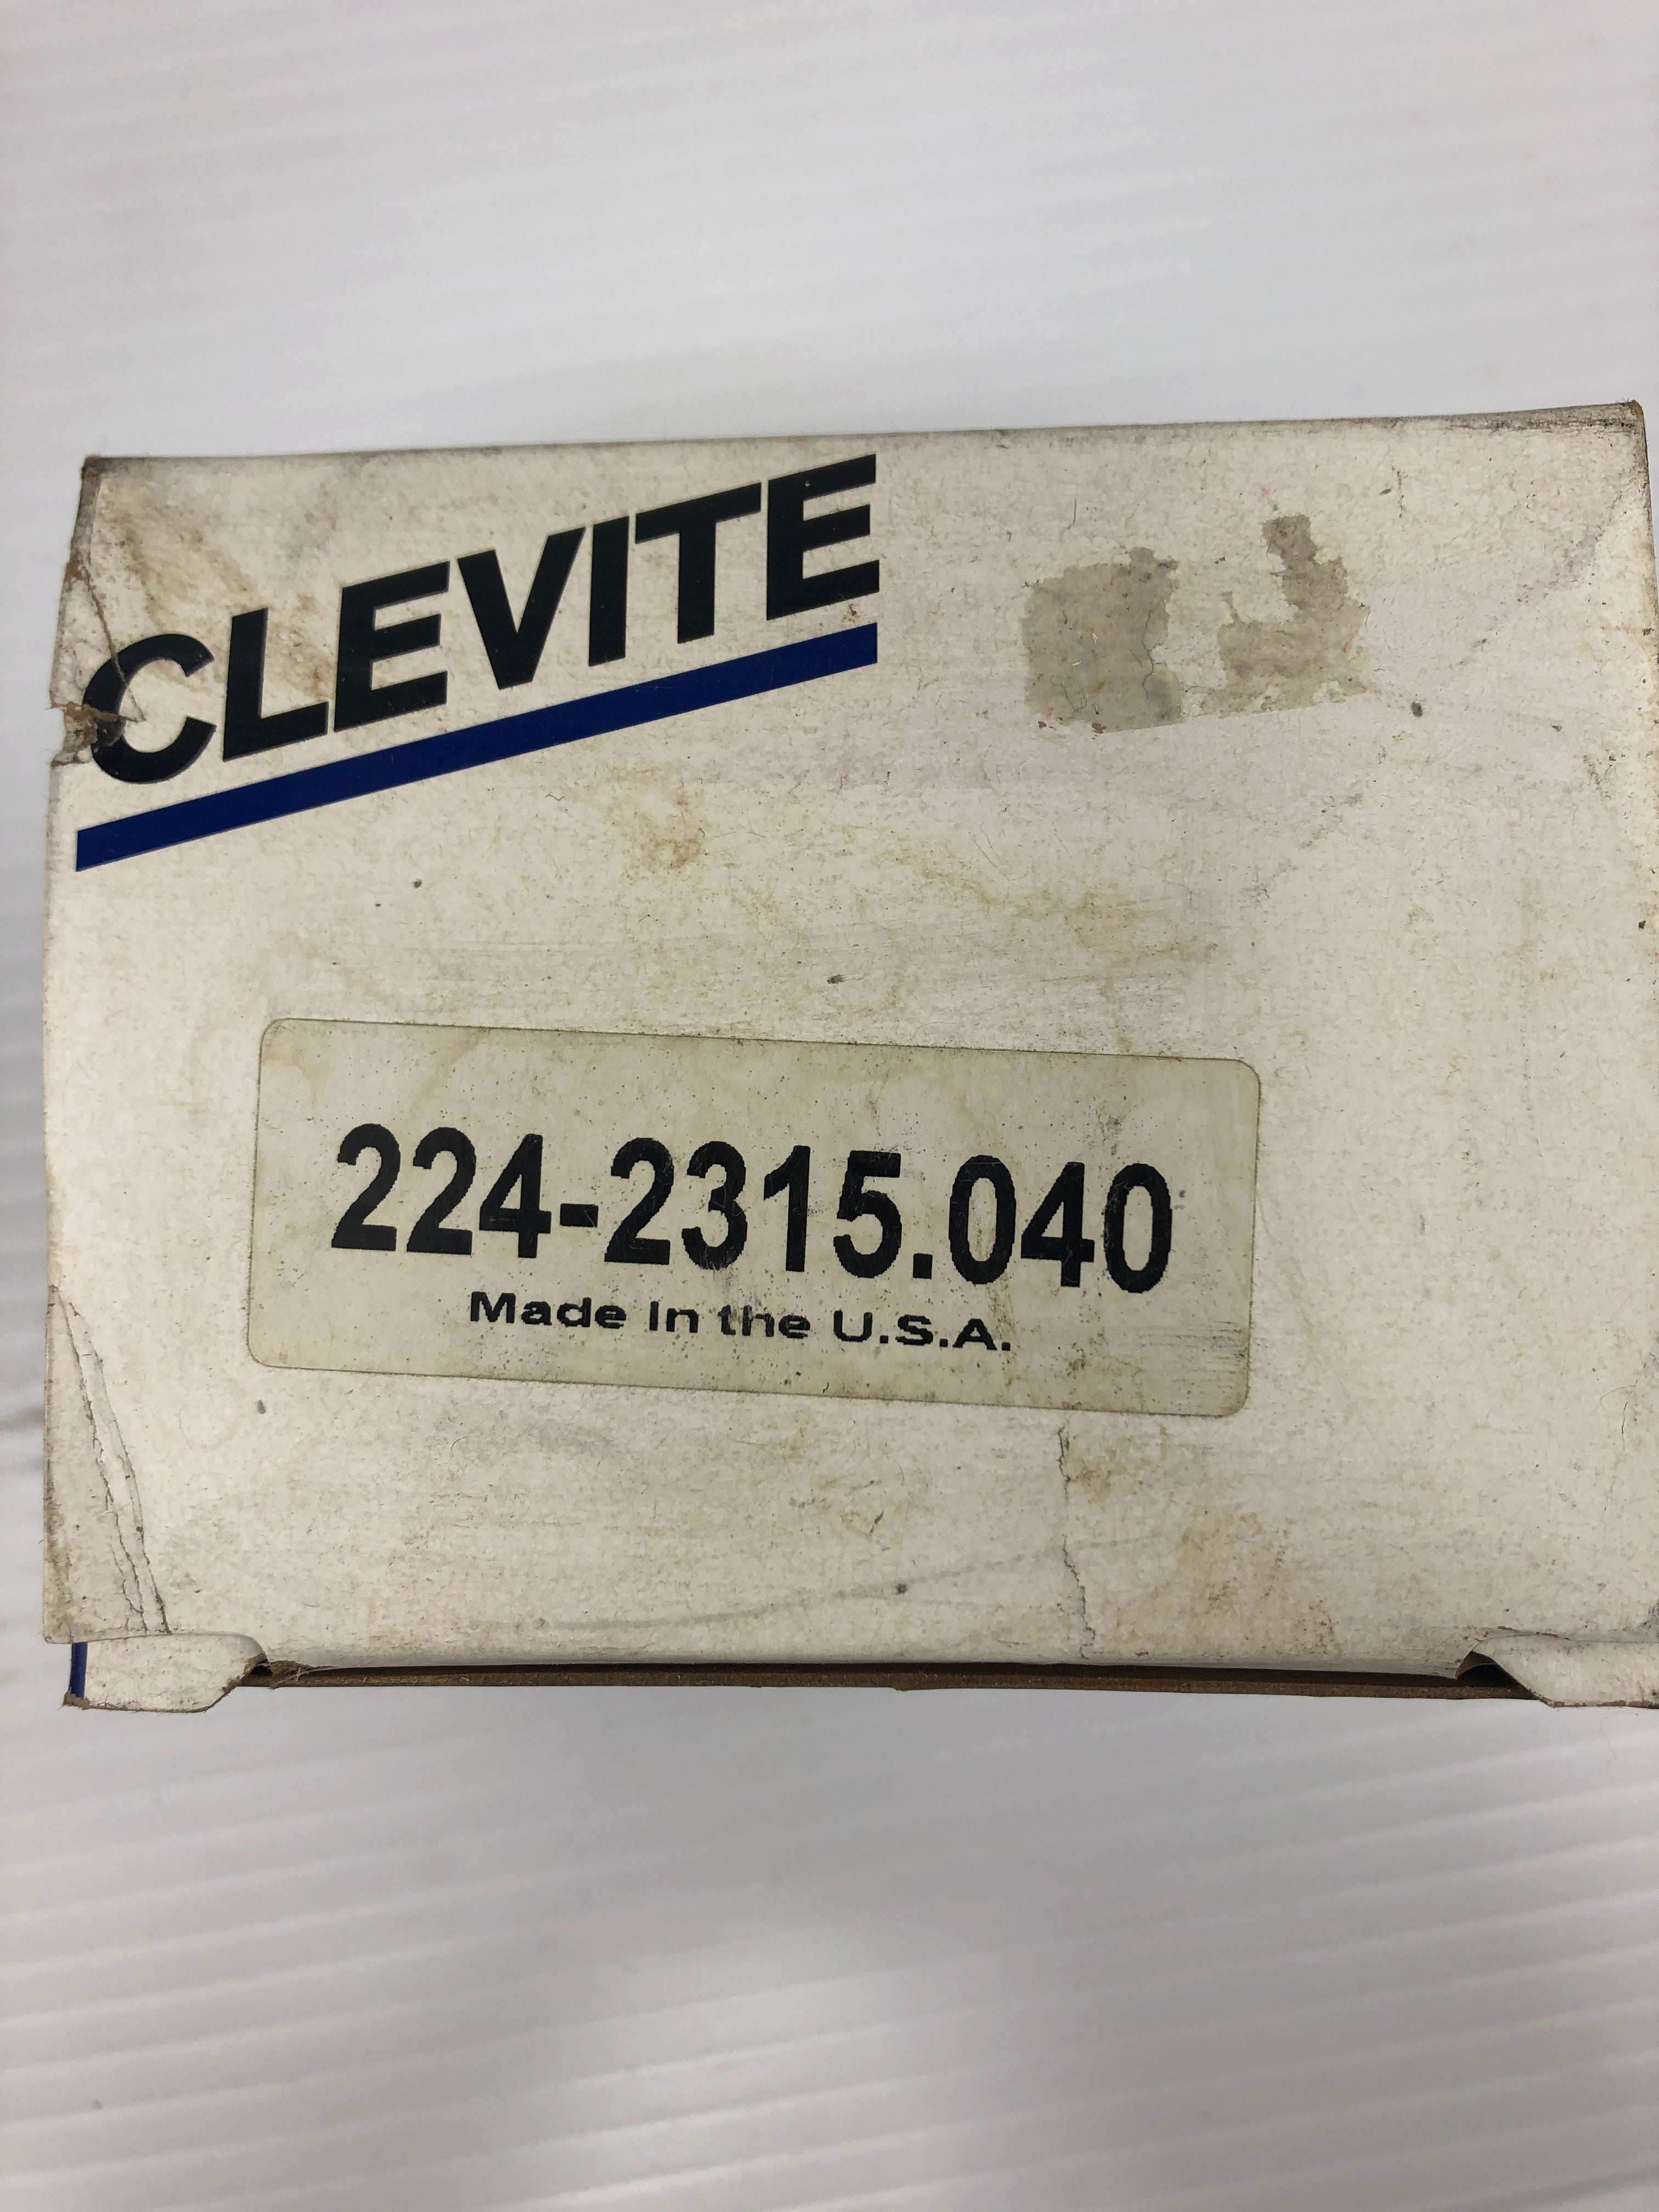 CLEVITE
224-2315.040
Made In the U.S.A.